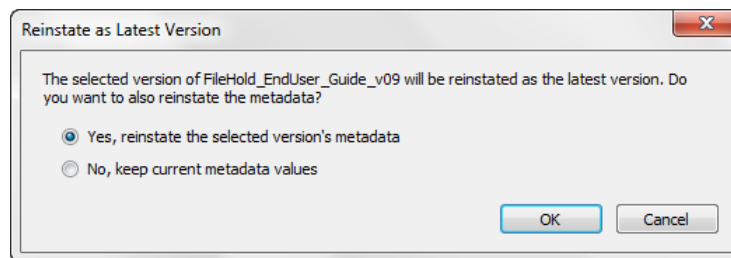 Reinstate as Latest Version
The selected version of FileHold_EndUser_Guide_v09 will be reinstated as the latest version. Do
you want to also reinstate the metadata?
Yes, reinstate the selected version's metadata
No, keep current metadata values
OK
Cancel